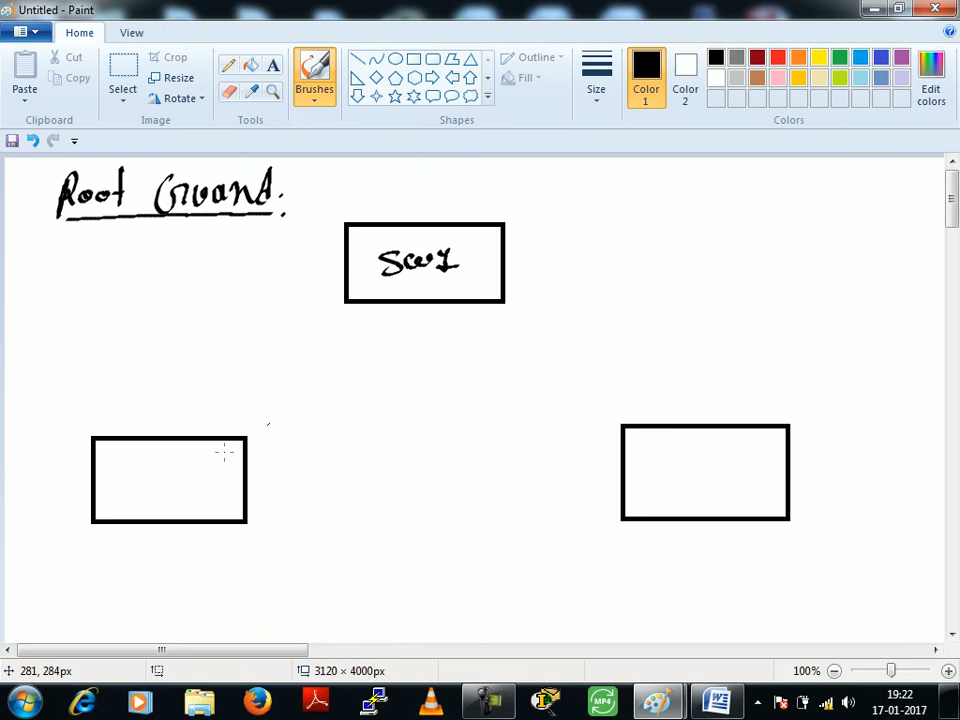 Untitled - Paint
Home View
Paste
Cut
Copy
Clipboard
Select
Crop
Resize
Rotate
Image
Tools
Brushes
Outline
Fill
Shapes
Size
Color 1
Color 2
Edit colors
Colors
Root Guard.
SW1
281, 284px
3120 × 4000px
100%
MP4
19:22
17-01-2017